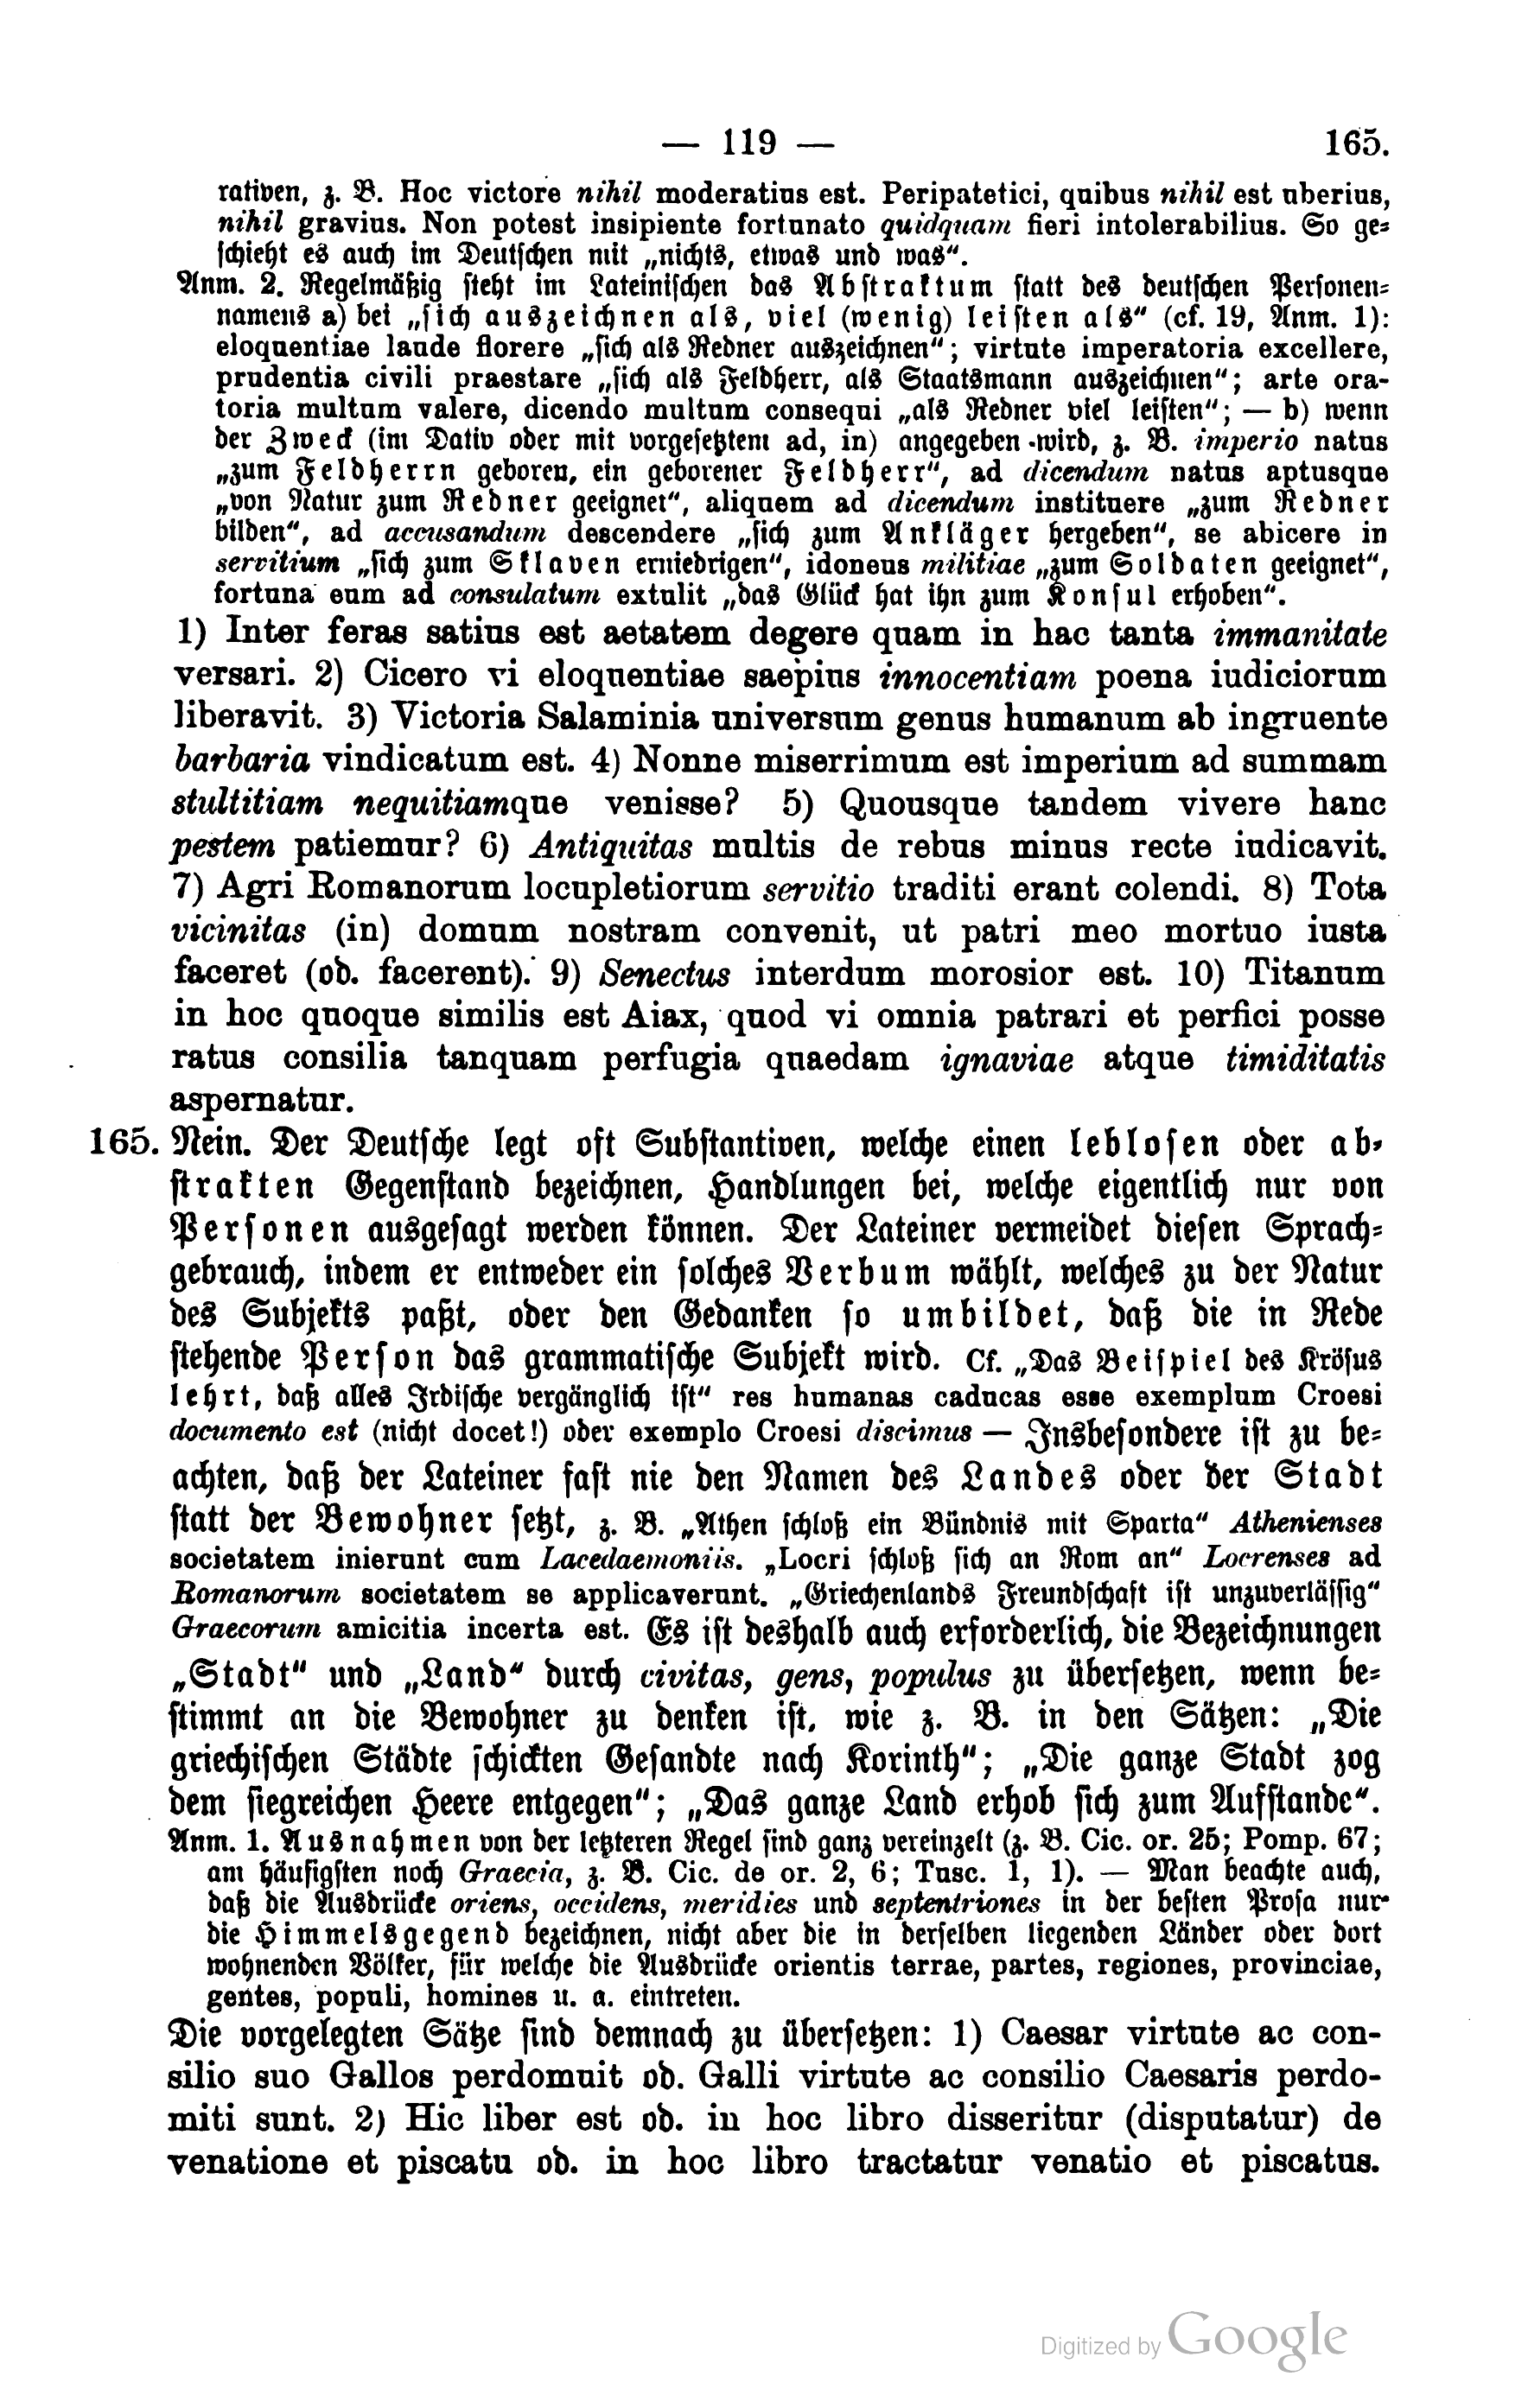 — 119 —
165.
rativen, z. B. Hoc victore nihil moderatius est. Peripatetici, quibus nihil est uberius,
nihil gravius. Non potest insipiente fortunato quidquam fieri intolerabilius. So ge=
schieht es auch im Deutschen mit „nichts, etwas und was“.
Anm. 2. Regelmäßig steht im Lateinischen das Abstraktum statt des deutschen Personen=
namens a) bei „sich auszeichnen als, viel (wenig) leisten als“ (cf. 19, Anm. 1):
eloquentiae laude florere „sich als Redner auszeichnen“; virtute imperatoria excellere,
prudentia civili praestare „sich als Feldherr, als Staatsmann auszeichnen“; arte ora-
toria multum valere, dicendo multum consequi „als Redner viel leisten“; — b) wenn
der Zweck (im Dativ oder mit vorgesetztem ad, in) angegeben wird, z. B. imperio natus
„zum Feldherrn geboren, ein geborener Feldherr“, ad dicendum natus aptusque
„von Natur zum Redner geeignet“, aliquem ad dicendum instituere „zum Redner
bilden“, ad accusandum descendere „sich zum Ankläger hergeben“, se abicere in
servitium „sich zum Sklaven erniedrigen“, idoneus militiae „zum Soldaten geeignet“,
fortuna eum ad consulatum extulit „das Glück hat ihn zum Konsul erhoben“.
1) Inter feras satius est aetatem degere quam in hac tanta immanitate
versari. 2) Cicero vi eloquentiae saepius innocentiam poena iudiciorum
liberavit. 3) Victoria Salaminia universum genus humanum ab ingruente
barbaria vindicatum est. 4) Nonne miserrimum est imperium ad summam
stultitiam nequitiamque venisse? 5) Quousque tandem vivere hanc
pestem patiemur? 6) Antiquitas multis de rebus minus recte iudicavit.
7) Agri Romanorum locupletiorum servitio traditi erant colendi. 8) Tota
vicinitas (in) domum nostram convenit, ut patri meo mortuo iusta
faceret (od. facerent). 9) Senectus interdum morosior est. 10) Titanum
in hoc quoque similis est Aiax, quod vi omnia patrari et perfici posse
ratus consilia tanquam perfugia quaedam ignaviae atque timiditatis
aspernatur.
165. Nein. Der Deutsche legt oft Substantiven, welche einen leblosen oder ab=
strakten Gegenstand bezeichnen, Handlungen bei, welche eigentlich nur von
Personen ausgesagt werden können. Der Lateiner vermeidet diesen Sprach=
gebrauch, indem er entweder ein solches Verbum wählt, welches zu der Natur
des Subjekts paßt, oder den Gedanken so umbildet, daß die in Rede
stehende Person das grammatische Subjekt wird. Cf. „Das Beispiel des Krösus
lehrt, daß alles Irdische vergänglich ist“ res humanas caducas esse exemplum Croesi
documento est (nicht docet!) oder exemplo Croesi discimus — Insbesondere ist zu be=
achten, daß der Lateiner fast nie den Namen des Landes oder der Stadt
statt der Bewohner setzt, z. B. „Athen schloß ein Bündnis mit Sparta“ Athenienses
societatem inierunt cum Lacedaemoniis. „Locri schloß sich an Rom an“ Locrenses ad
Romanorum societatem se applicaverunt. „Griechenlands Freundschaft ist unzuverlässig“
Graecorum amicitia incerta est. Es ist deshalb auch erforderlich, die Bezeichnungen
„Stadt“ und „Land“ durch civitas, gens, populus zu übersetzen, wenn be=
stimmt an die Bewohner zu denken ist, wie z. B. in den Sätzen: „Die
griechischen Städte schickten Gesandte nach Korinth“; „Die ganze Stadt zog
dem siegreichen Heere entgegen“; „Das ganze Land erhob sich zum Aufstande“.
Anm. 1. Ausnahmen von der letzteren Regel sind ganz vereinzelt (z. B. Cic. or. 25; Pomp. 67;
am häufigsten noch Graecia, z. B. Cic. de or. 2, 6; Tusc. 1, 1). — Man beachte auch,
daß die Ausdrücke oriens, occidens, meridies und septentriones in der besten Prosa nur
die Himmelsgegend bezeichnen, nicht aber die in derselben liegenden Länder oder dort
wohnenden Völker, für welche die Ausdrücke orientis terrae, partes, regiones, provinciae,
gentes, populi, homines u. a. eintreten.
Die vorgelegten Sätze sind demnach zu übersetzen: 1) Caesar virtute ac con-
silio suo Gallos perdomuit od. Galli virtute ac consilio Caesaris perdo-
miti sunt. 2) Hic liber est od. in hoc libro disseritur (disputatur) de
venatione et piscatu od. in hoc libro tractatur venatio et piscatus.
Digitized by Google